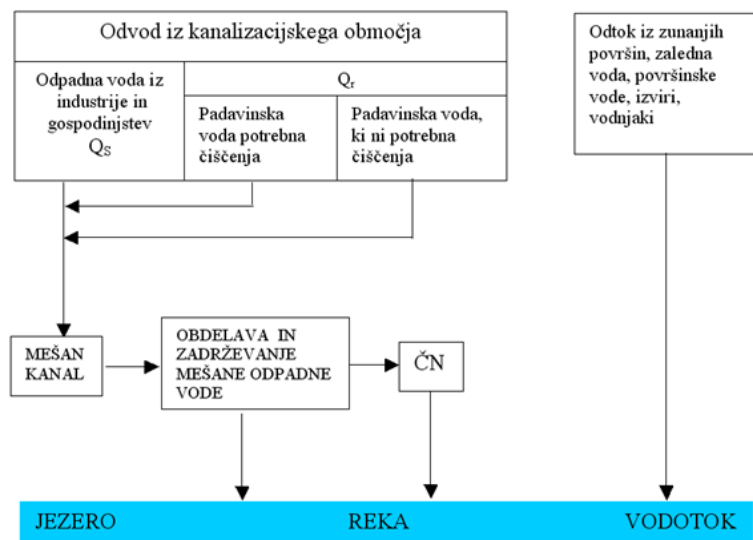 Odvod iz kanalizacijskega območja
Odpadna voda iz
industrije in
gospodinjstev
QS
Qr
Padavinska
voda potrebna
čiščenja
Padavinska voda,
ki ni potrebna
čiščenja
Odtok iz zunanjih
površin, zaledna
voda, površinske
vode, izviri,
vodnjaki
MEŠAN
KANAL
OBDELAVA IN
ZADRŽEVANJE
MEŠANE ODPADNE
VODE
ČN
JEZERO REKA VODOTOK